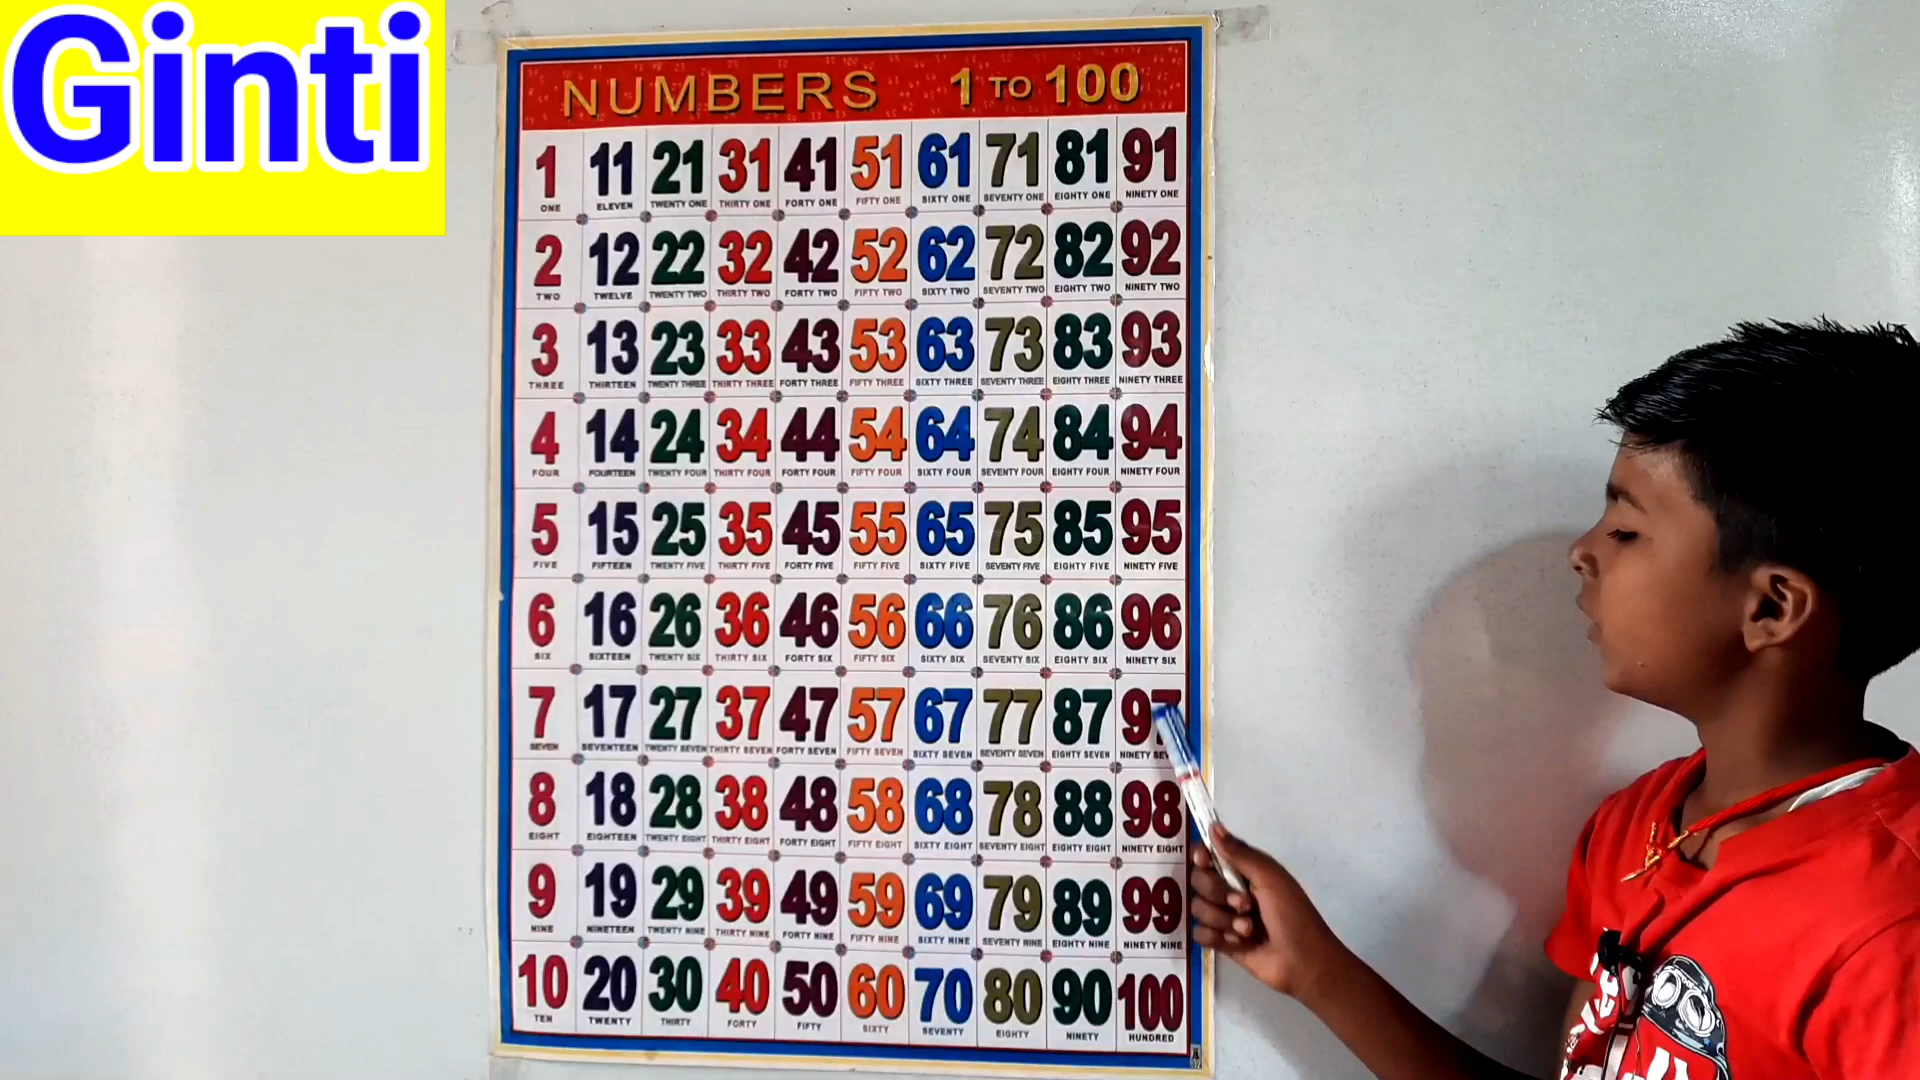 Ginti
NUMBERS 1 TO 100
1 11 21 31 41 51 61 71 81 91
ONE ELEVEN TWENTY ONE THIRTY ONE FORTY ONE FIFTY ONE SIXTY ONE SEVENTY ONE EIGHTY ONE NINETY ONE
2 12 22 32 42 52 62 72 82 92
TWO TWELVE TWENTY TWO THIRTY TWO FORTY TWO FIFTY TWO SIXTY TWO SEVENTY TWO EIGHTY TWO NINETY TWO
3 13 23 33 43 53 63 73 83 93
THREE THIRTEEN TWENTY THREE THIRTY THREE FORTY THREE FIFTY THREE SIXTY THREE SEVENTY THREE EIGHTY THREE NINETY THREE
4 14 24 34 44 54 64 74 84 94
FOUR FOURTEEN TWENTY FOUR THIRTY FOUR FORTY FOUR FIFTY FOUR SIXTY FOUR SEVENTY FOUR EIGHTY FOUR NINETY FOUR
5 15 25 35 45 55 65 75 85 95
FIVE FIFTEEN TWENTY FIVE THIRTY FIVE FORTY FIVE FIFTY FIVE SIXTY FIVE SEVENTY FIVE EIGHTY FIVE NINETY FIVE
6 16 26 36 46 56 66 76 86 96
SIX SIXTEEN TWENTY SIX THIRTY SIX FORTY SIX FIFTY SIX SIXTY SIX SEVENTY SIX EIGHTY SIX NINETY SIX
7 17 27 37 47 57 67 77 87 97
SEVEN SEVENTEEN TWENTY SEVEN THIRTY SEVEN FORTY SEVEN FIFTY SEVEN SIXTY SEVEN SEVENTY SEVEN EIGHTY SEVEN NINETY
8 18 28 38 48 58 68 78 88 98
EIGHT EIGHTEEN TWENTY EIGHT THIRTY EIGHT FORTY EIGHT FIFTY EIGHT SIXTY EIGHT SEVENTY EIGHT EIGHTY EIGHT NINETY EIGHT
9 19 29 39 49 59 69 79 89 99
NINE NINETEEN TWENTY NINE THIRTY NINE FORTY NINE FIFTY NINE SIXTY NINE SEVENTY NINE EIGHTY NINE NINETY NINE
10 20 30 40 50 60 70 80 90 100
TEN TWENTY THIRTY FORTY FIFTY SIXTY SEVENTY EIGHTY NINETY HUNDRED